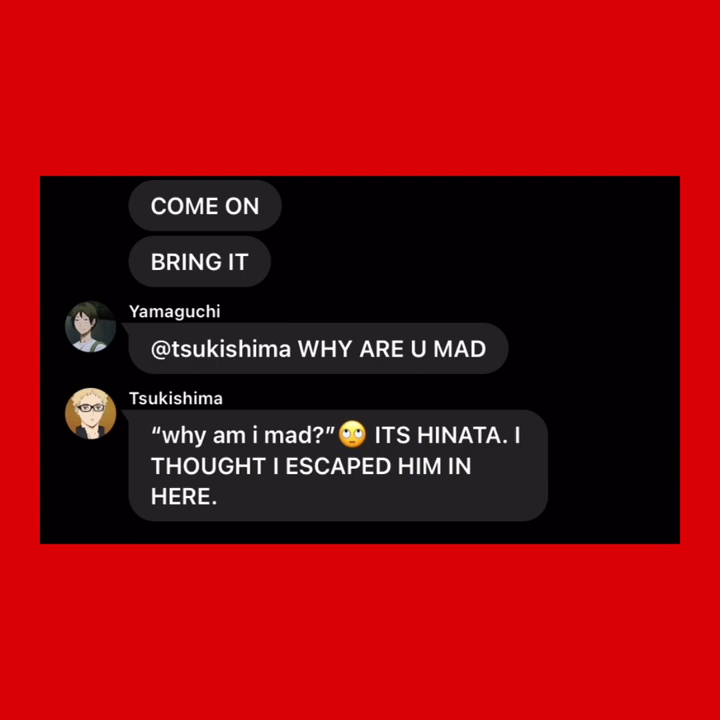 COME ON
BRING IT
Yamaguchi
@tsukishima WHY ARE U MAD
Tsukishima
“why am i mad?”🙄 ITS HINATA. I
THOUGHT I ESCAPED HIM IN
HERE.